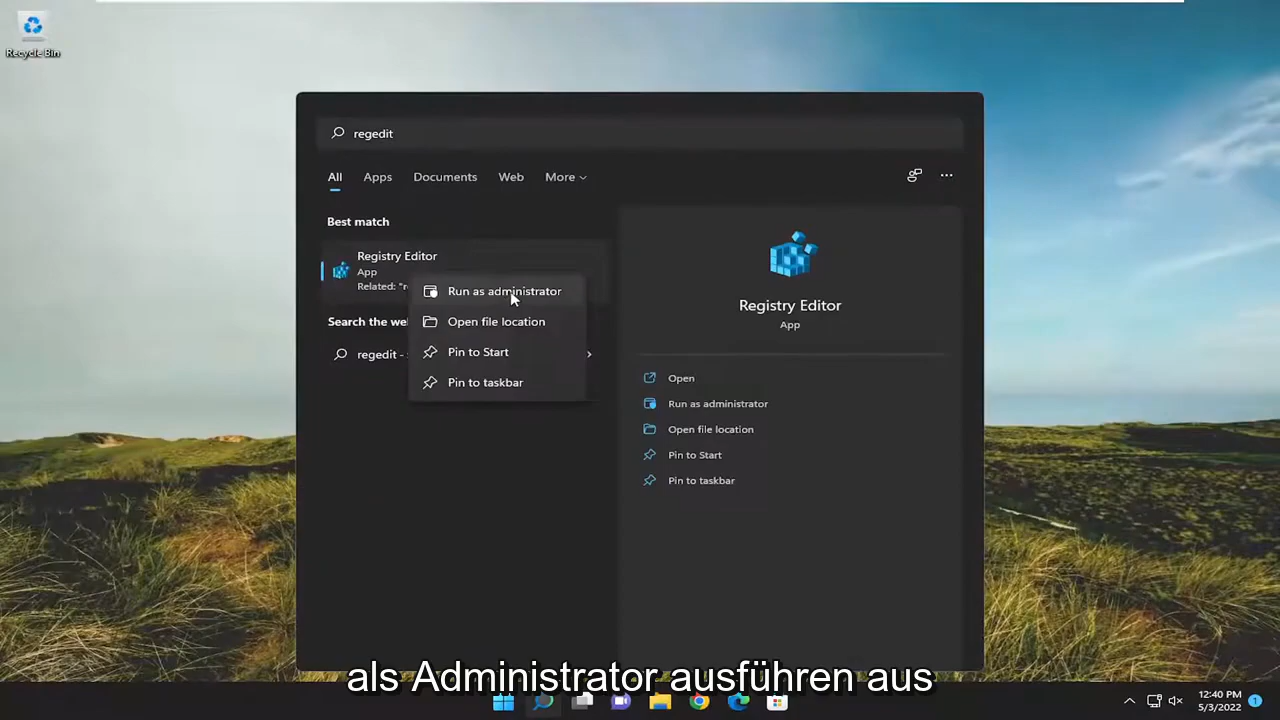 Recycle Bin
regedit
All Apps Documents Web More
Best match
Registry Editor
App
Related: "r
Run as administrator
Open file location
Pin to Start
Pin to taskbar
Search the we
regedit -
Registry Editor
App
Open
Run as administrator
Open file location
Pin to Start
Pin to taskbar
als Administrator ausführen aus
12:40 PM
5/3/2022
1